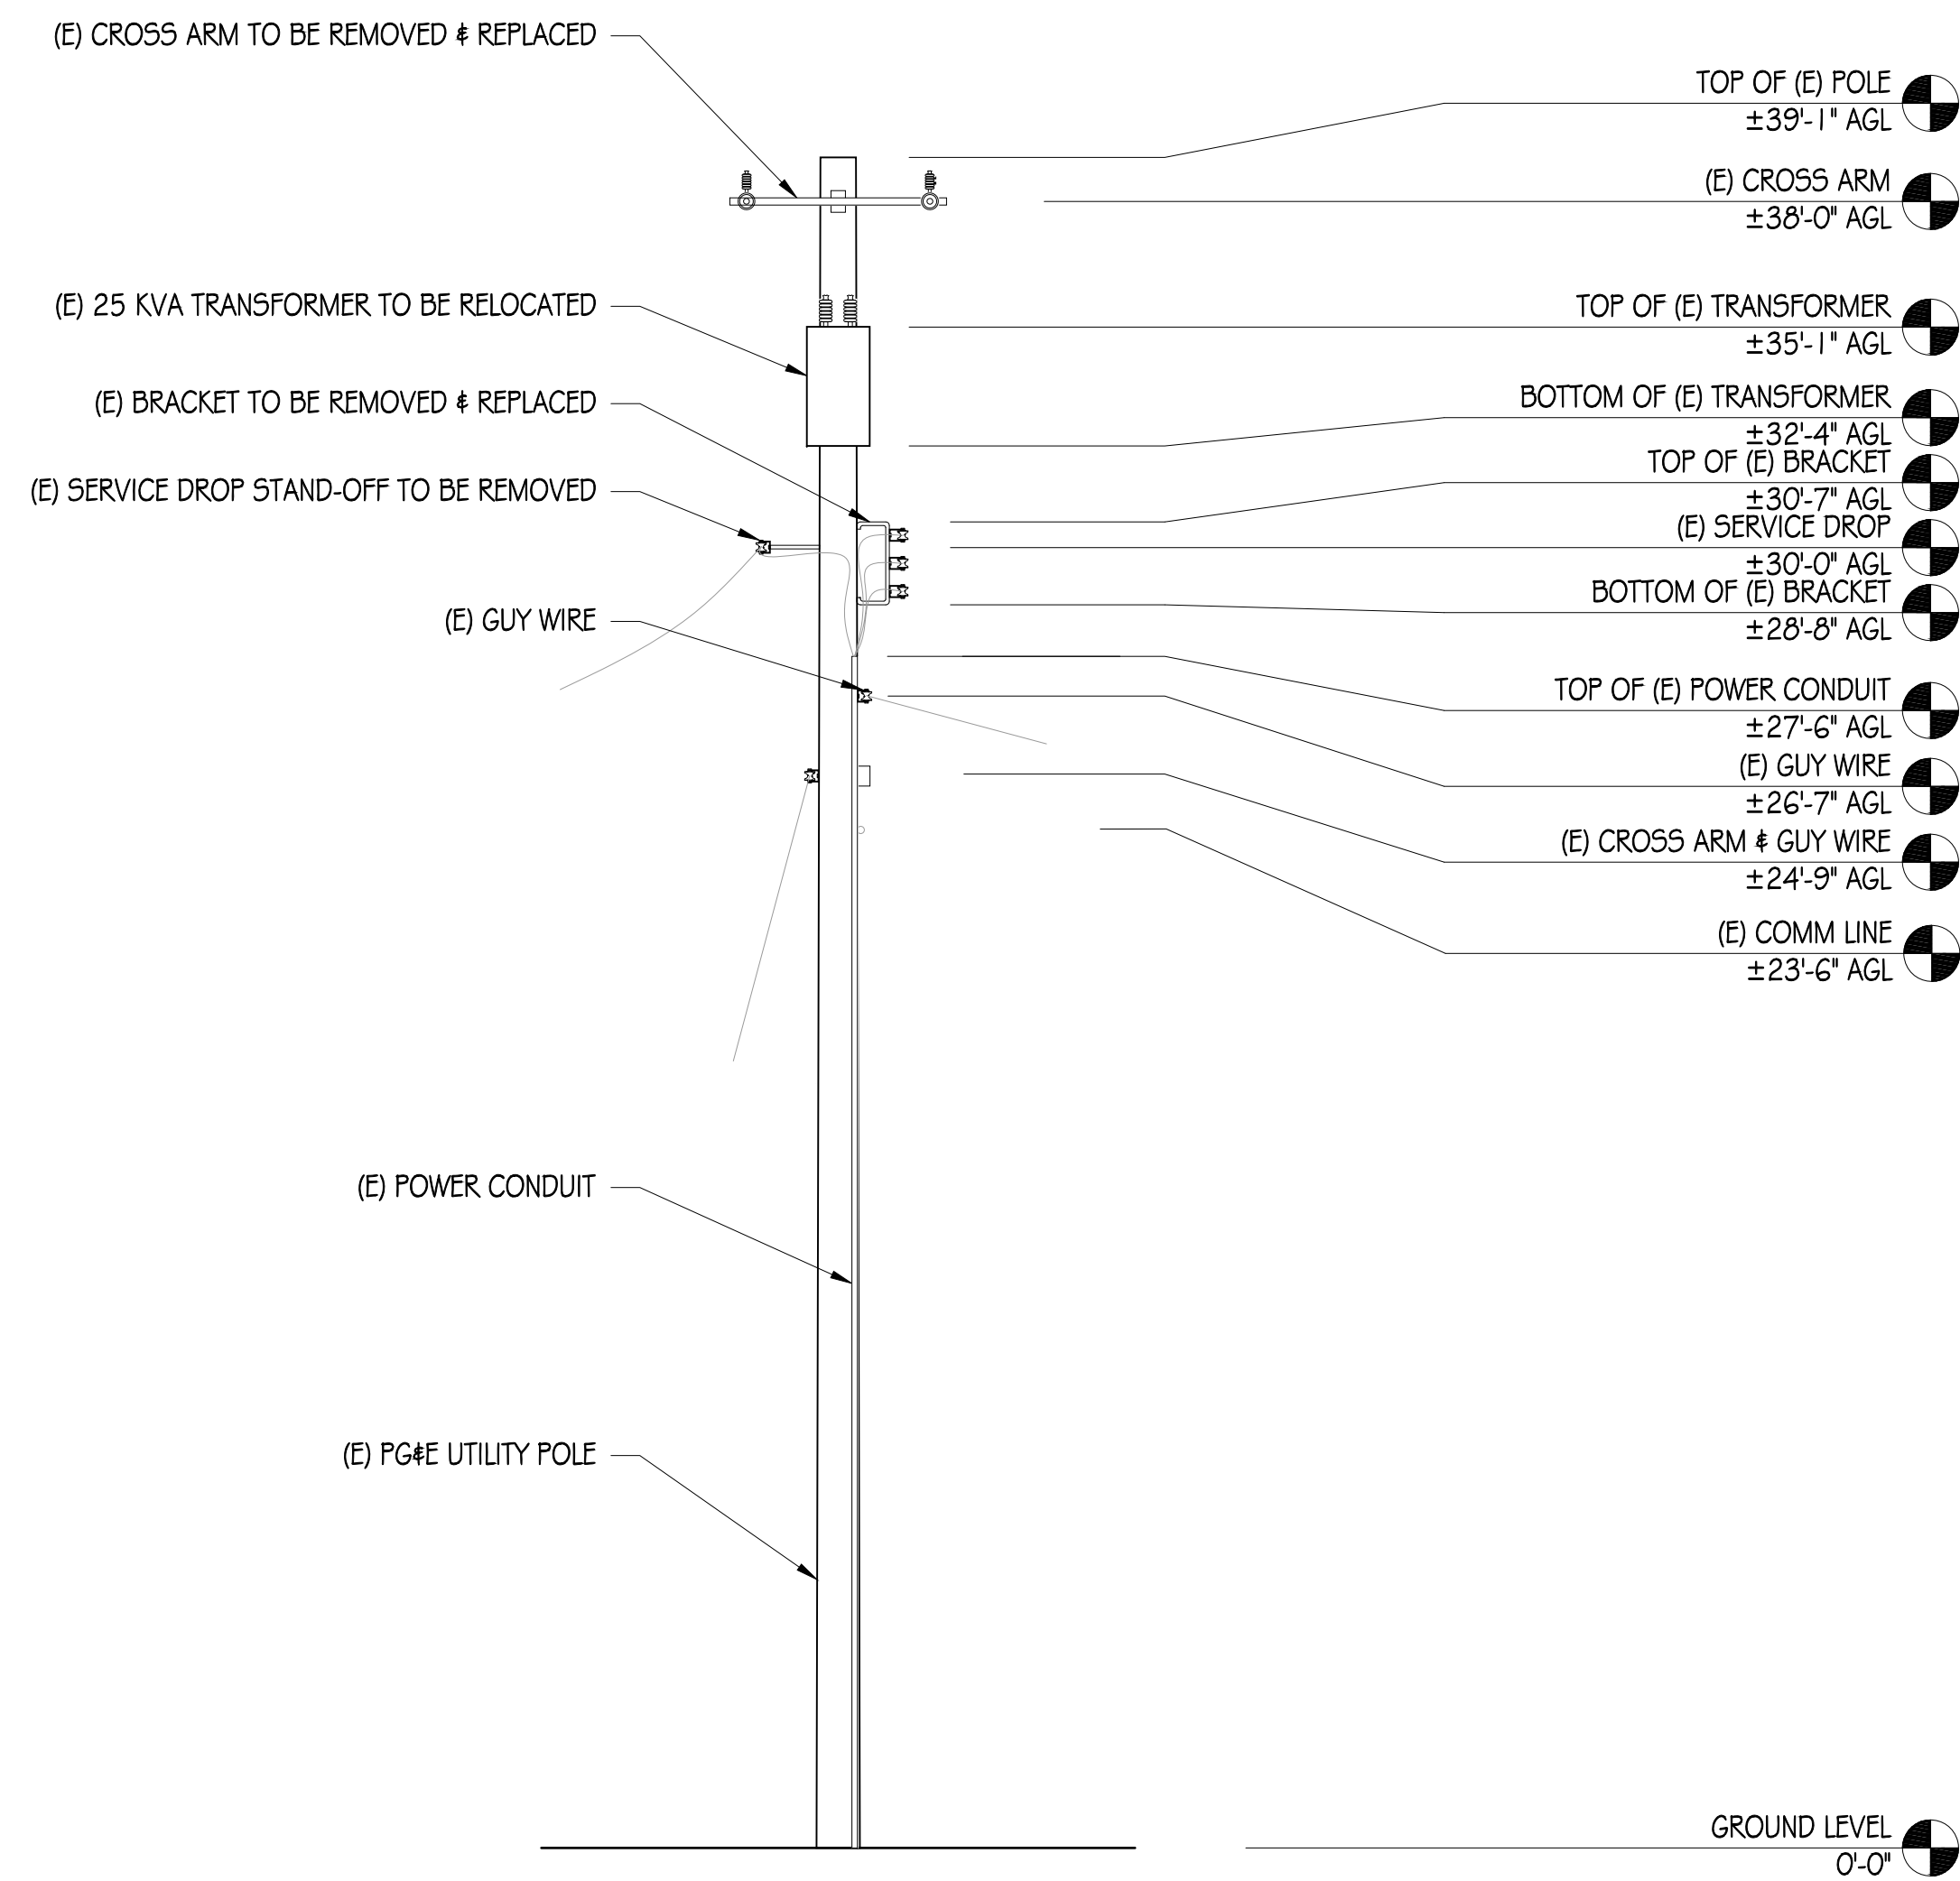 (E) CROSS ARM TO BE REMOVED & REPLACED
(E) 25 KVA TRANSFORMER TO BE RELOCATED
(E) BRACKET TO BE REMOVED & REPLACED
(E) SERVICE DROP STAND-OFF TO BE REMOVED
(E) GUY WIRE
(E) POWER CONDUIT
(E) PG&E UTILITY POLE
TOP OF (E) POLE
±39'-1" AGL
(E) CROSS ARM
±38'-0" AGL
TOP OF (E) TRANSFORMER
±35'-1" AGL
BOTTOM OF (E) TRANSFORMER
±32'-4" AGL
TOP OF (E) BRACKET
±30'-7" AGL
(E) SERVICE DROP
±30'-0" AGL
BOTTOM OF (E) BRACKET
±28'-8" AGL
TOP OF (E) POWER CONDUIT
±27'-6" AGL
(E) GUY WIRE
±26'-7" AGL
(E) CROSS ARM & GUY WIRE
±24'-9" AGL
(E) COMM LINE
±23'-6" AGL
GROUND LEVEL
0'-0"